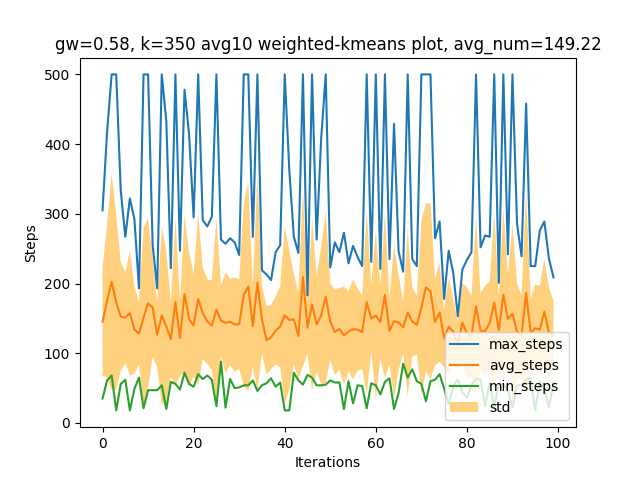 gw=0.58, k=350 avg10 weighted-kmeans plot, avg_num=149.22
500
400
300
200
100
0
Steps
max_steps
avg_steps
min_steps
std
0 20 40 60 80 100
Iterations